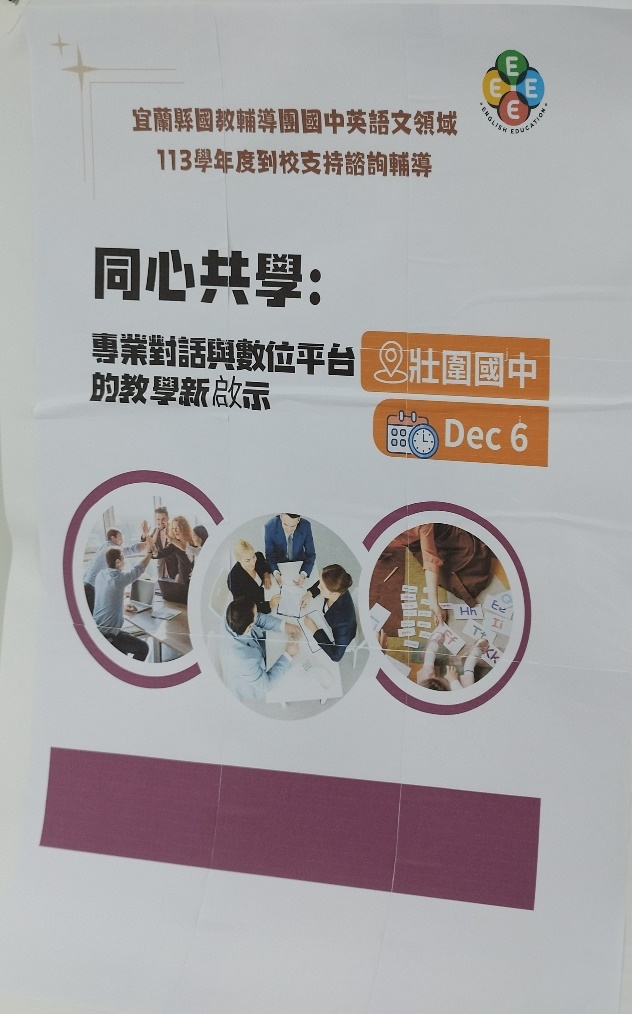 宜蘭縣國教輔導團國中英語文領域
113學年度到校支持諮詢輔導
E
E E
E
ENGLISH EDUCATION
同心共學:
專業對話與數位平台
的教學新啟示
壯圍國中
Dec 6